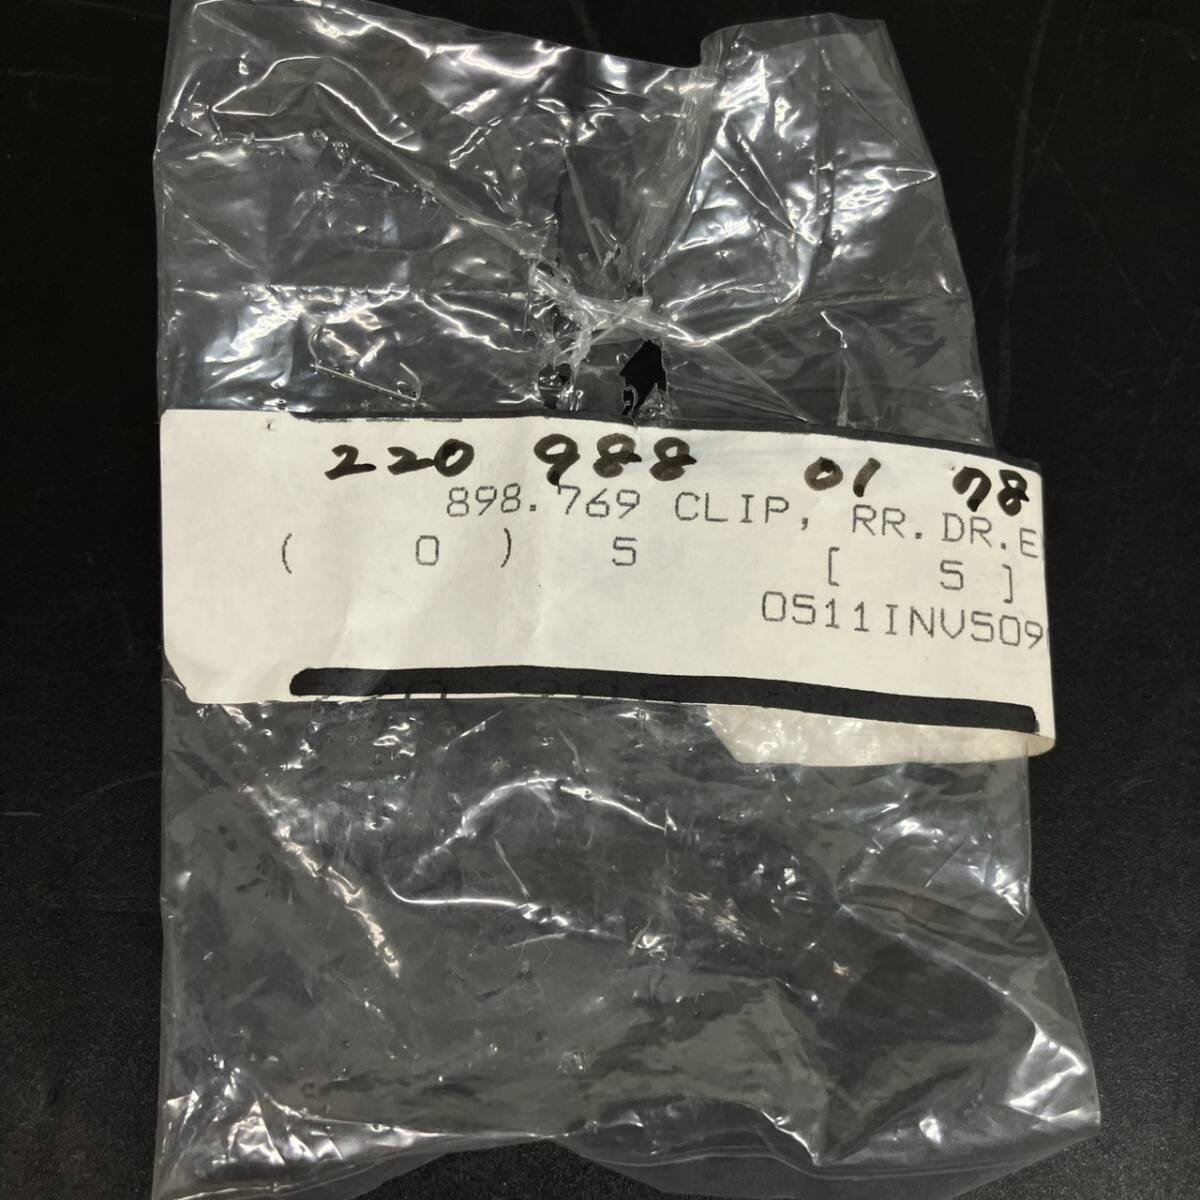 220 988 01 78
898.769 CLIP, RR.DR.E
( 0 ) 5 [ 5 ]
0511INV509